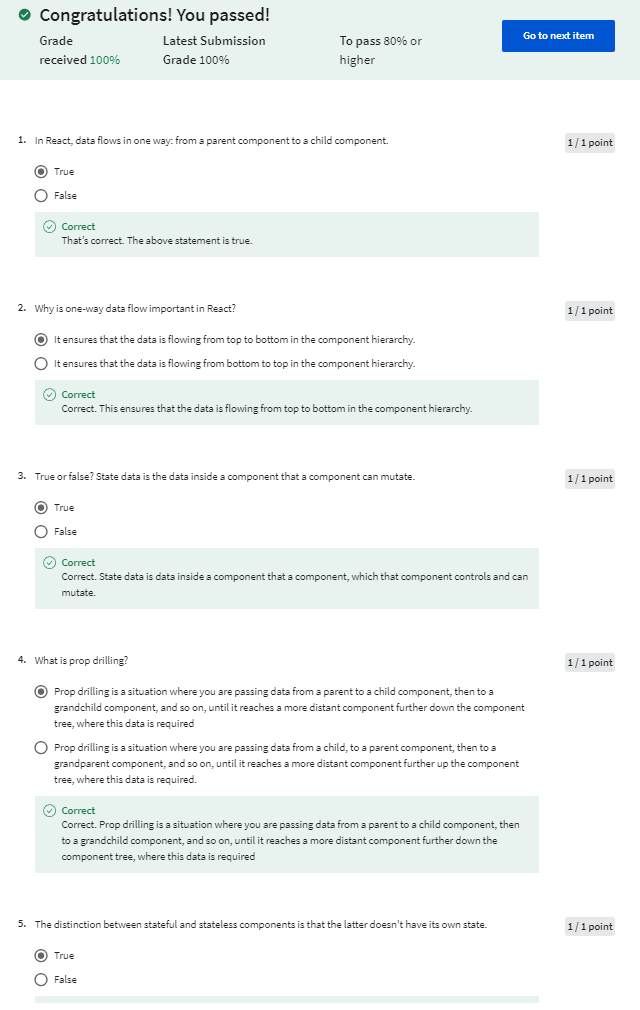 Congratulations! You passed!
Grade
received 100%
Latest Submission
Grade 100%
To pass 80% or
higher
Go to next item
1. In React, data flows in one way: from a parent component to a child component.
1 / 1 point
True
False
Correct
That's correct. The above statement is true.
2. Why is one-way data flow important in React?
1 / 1 point
It ensures that the data is flowing from top to bottom in the component hierarchy.
It ensures that the data is flowing from bottom to top in the component hierarchy.
Correct
Correct. This ensures that the data is flowing from top to bottom in the component hierarchy.
3. True or false? State data is the data inside a component that a component can mutate.
1 / 1 point
True
False
Correct
Correct. State data is data inside a component that a component, which that component controls and can
mutate.
4. What is prop drilling?
1 / 1 point
Prop drilling is a situation where you are passing data from a parent to a child component, then to a
grandchild component, and so on, until it reaches a more distant component further down the component
tree, where this data is required
Prop drilling is a situation where you are passing data from a child, to a parent component, then to a
grandparent component, and so on, until it reaches a more distant component further up the component
tree, where this data is required.
Correct
Correct. Prop drilling is a situation where you are passing data from a parent to a child component, then
to a grandchild component, and so on, until it reaches a more distant component further down the
component tree, where this data is required
5. The distinction between stateful and stateless components is that the latter doesn't have its own state.
1 / 1 point
True
False